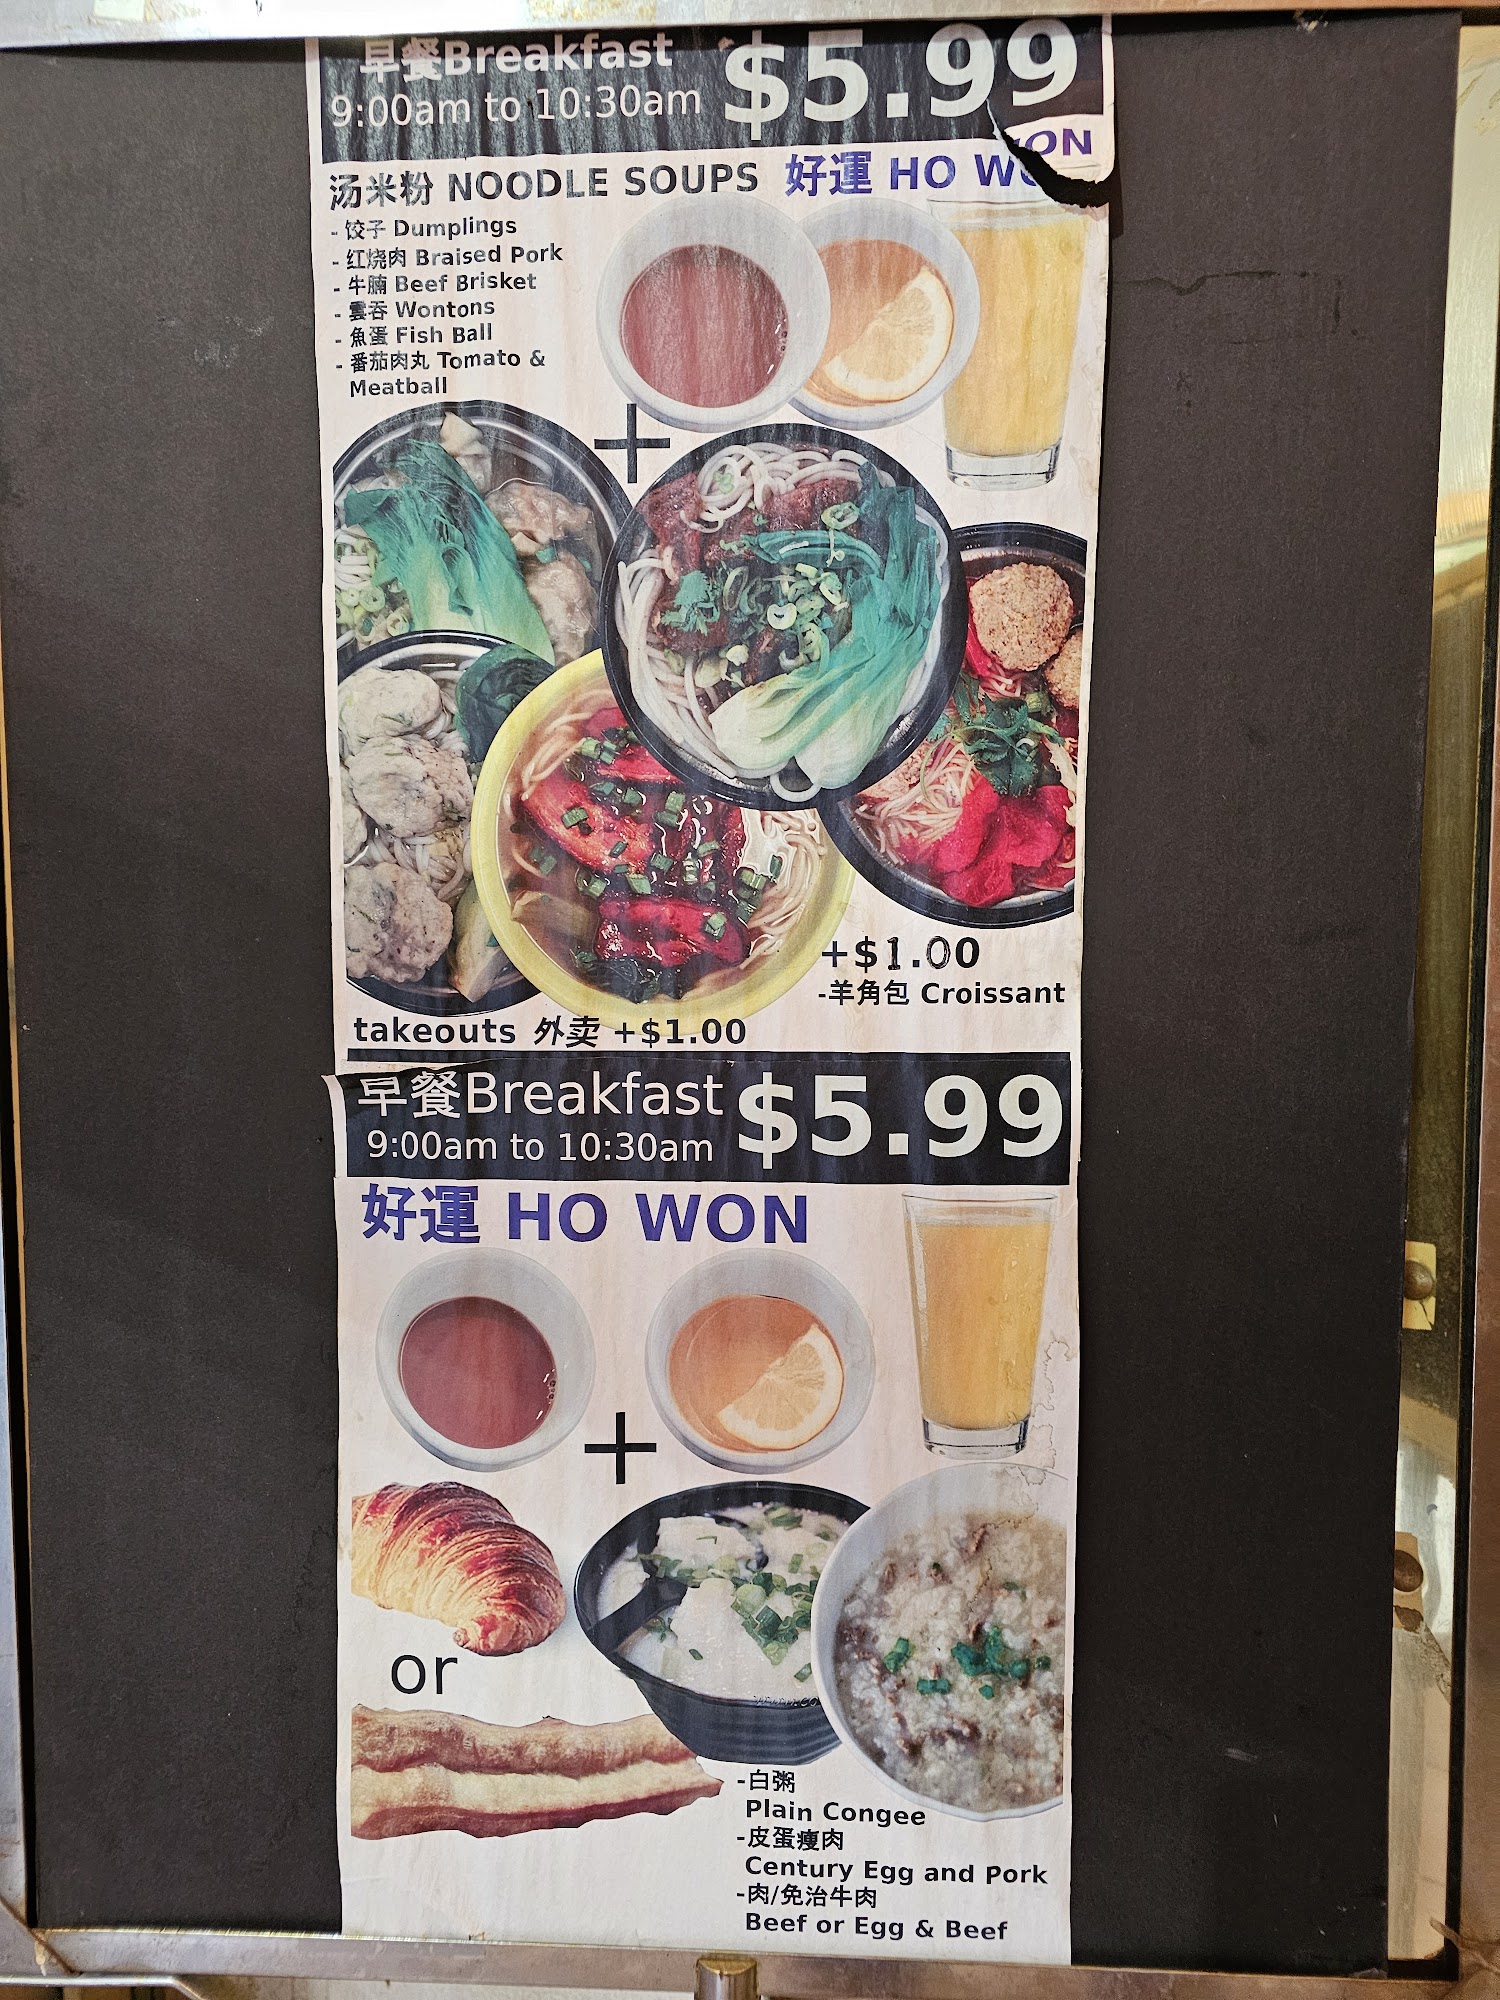 早餐Breakfast $5.99
9:00am to 10:30am
汤米粉 NOODLE SOUPS 好運 HO WON
- 饺子 Dumplings
- 红烧肉 Braised Pork
- 牛腩 Beef Brisket
- 雲吞 Wontons
- 魚蛋 Fish Ball
- 番茄肉丸 Tomato &
Meatball
+
+$1.00
-羊角包 Croissant
takeouts 外卖 +$1.00
早餐Breakfast $5.99
9:00am to 10:30am
好運 HO WON
+
or
-白粥
Plain Congee
-皮蛋瘦肉
Century Egg and Pork
-肉/免治牛肉
Beef or Egg & Beef